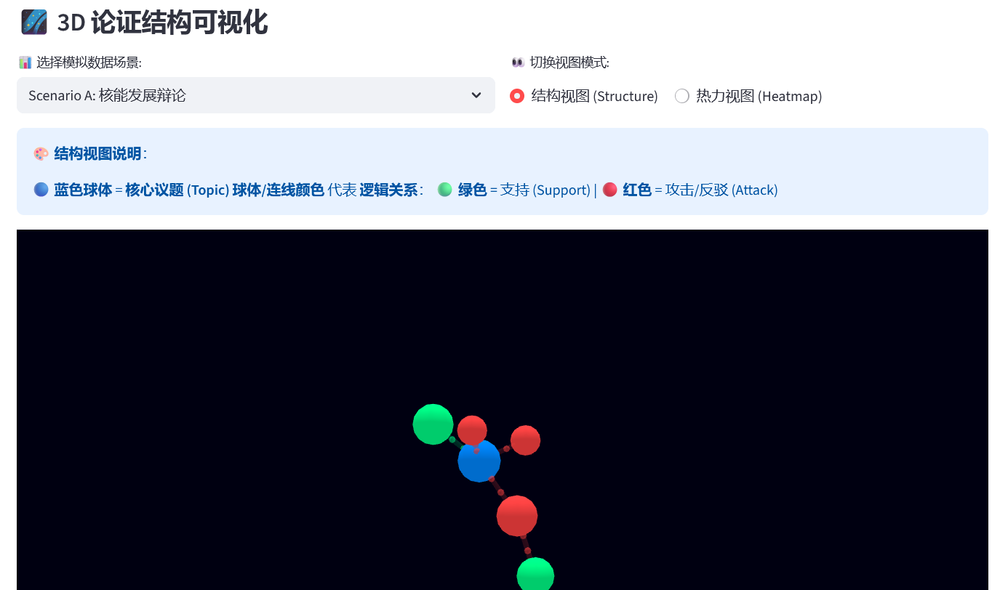 3D 论证结构可视化
选择模拟数据场景:
Scenario A: 核能发展辩论
切换视图模式:
结构视图 (Structure)
热力视图 (Heatmap)
结构视图说明：
蓝色球体 = 核心议题 (Topic) 球体/连线颜色 代表 逻辑关系： 绿色 = 支持 (Support) | 红色 = 攻击/反驳 (Attack)